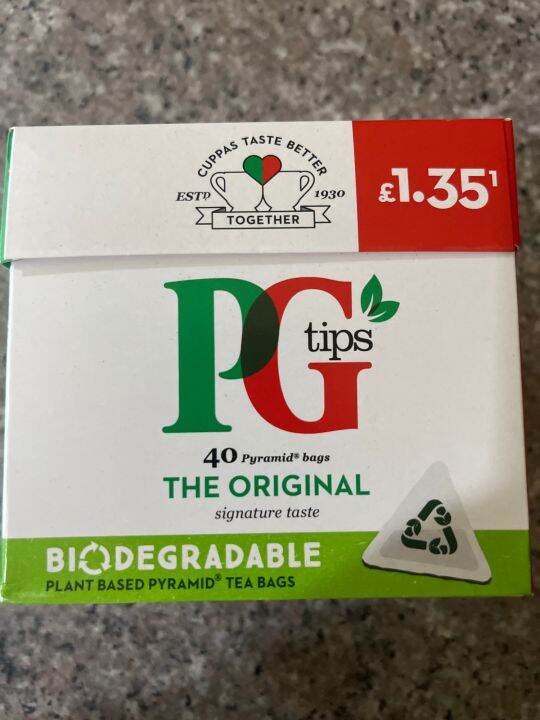 CUPPAS TASTE BETTER
ESTD 1930
TOGETHER
£1.35¹
PG
tips
40 Pyramid® bags
THE ORIGINAL
signature taste
BIODEGRADABLE
PLANT BASED PYRAMID® TEA BAGS